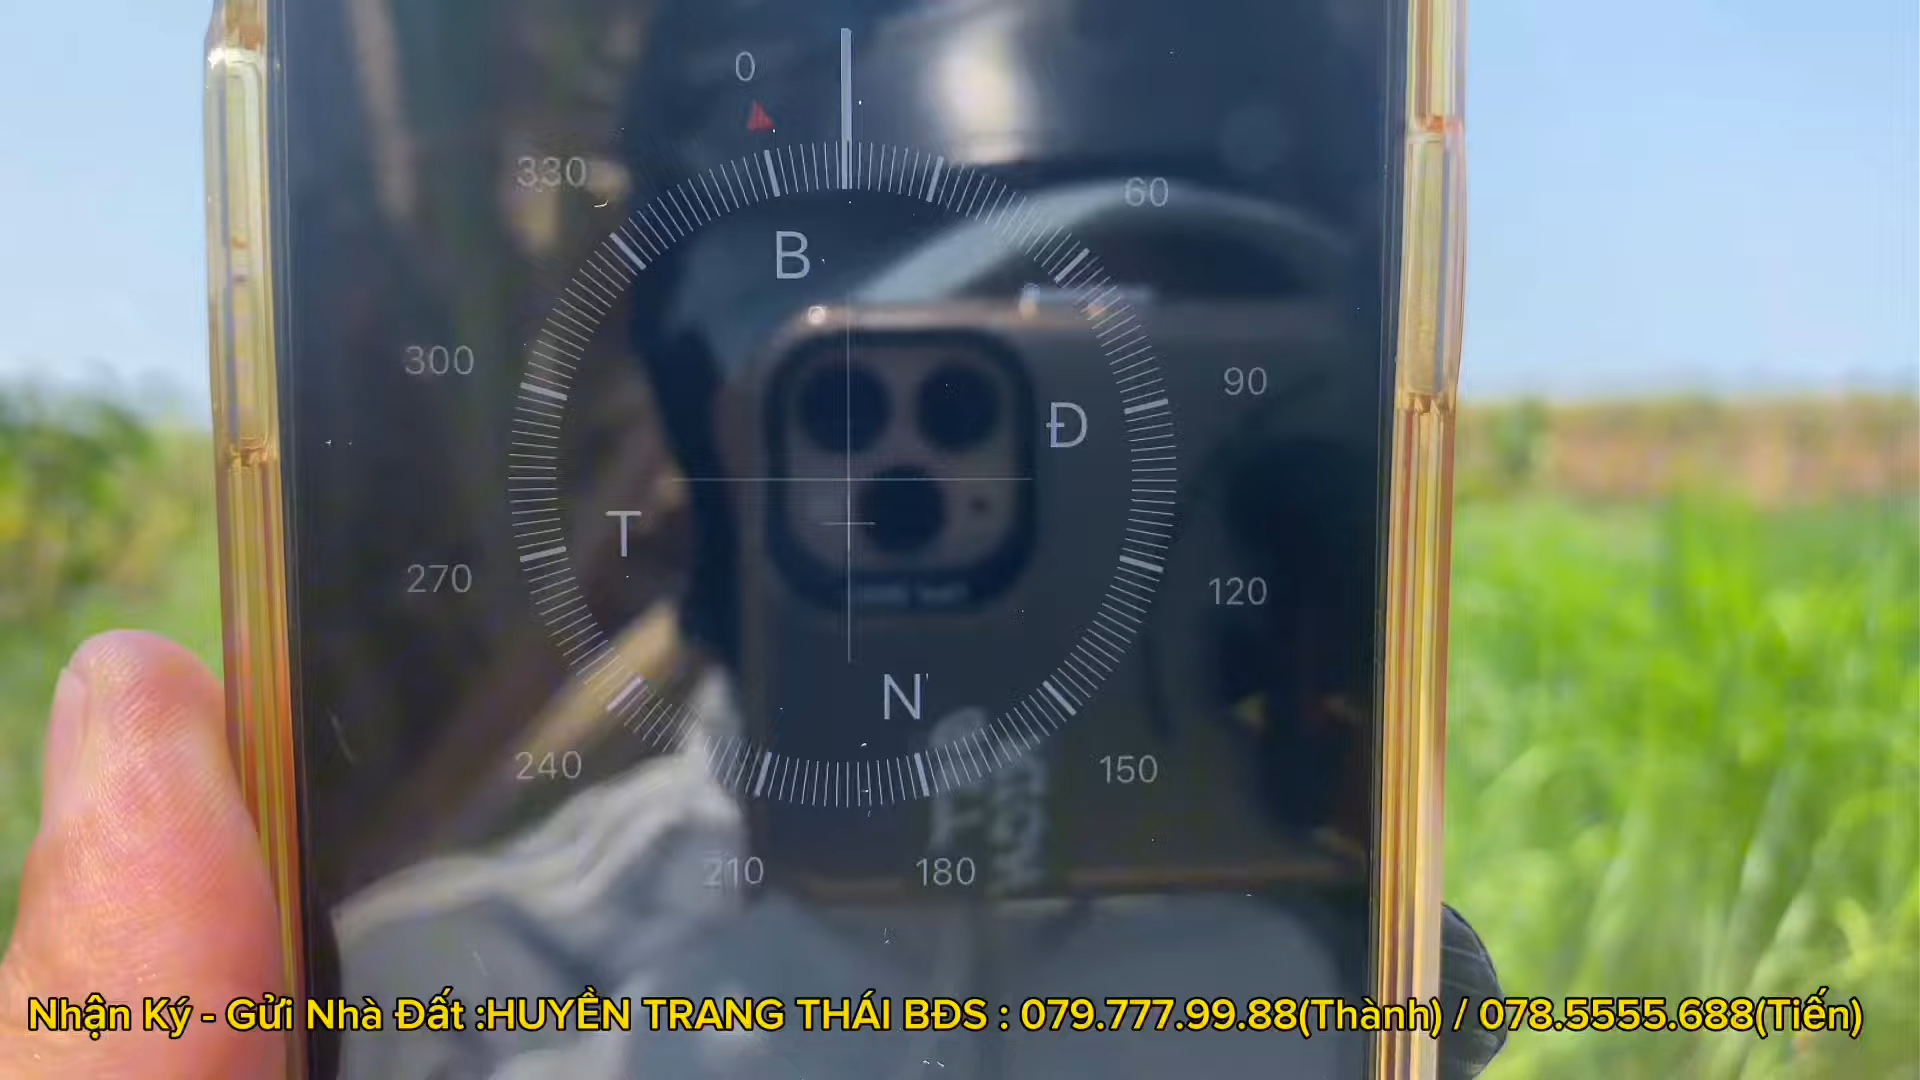 0
330
60
B
300
90
Đ
T
270
120
N
240
150
210
180
Nhận Ký - Gửi Nhà Đất :HUYỀN TRANG THÁI BĐS : 079.777.99.88(Thành) / 078.5555.688(Tiến)